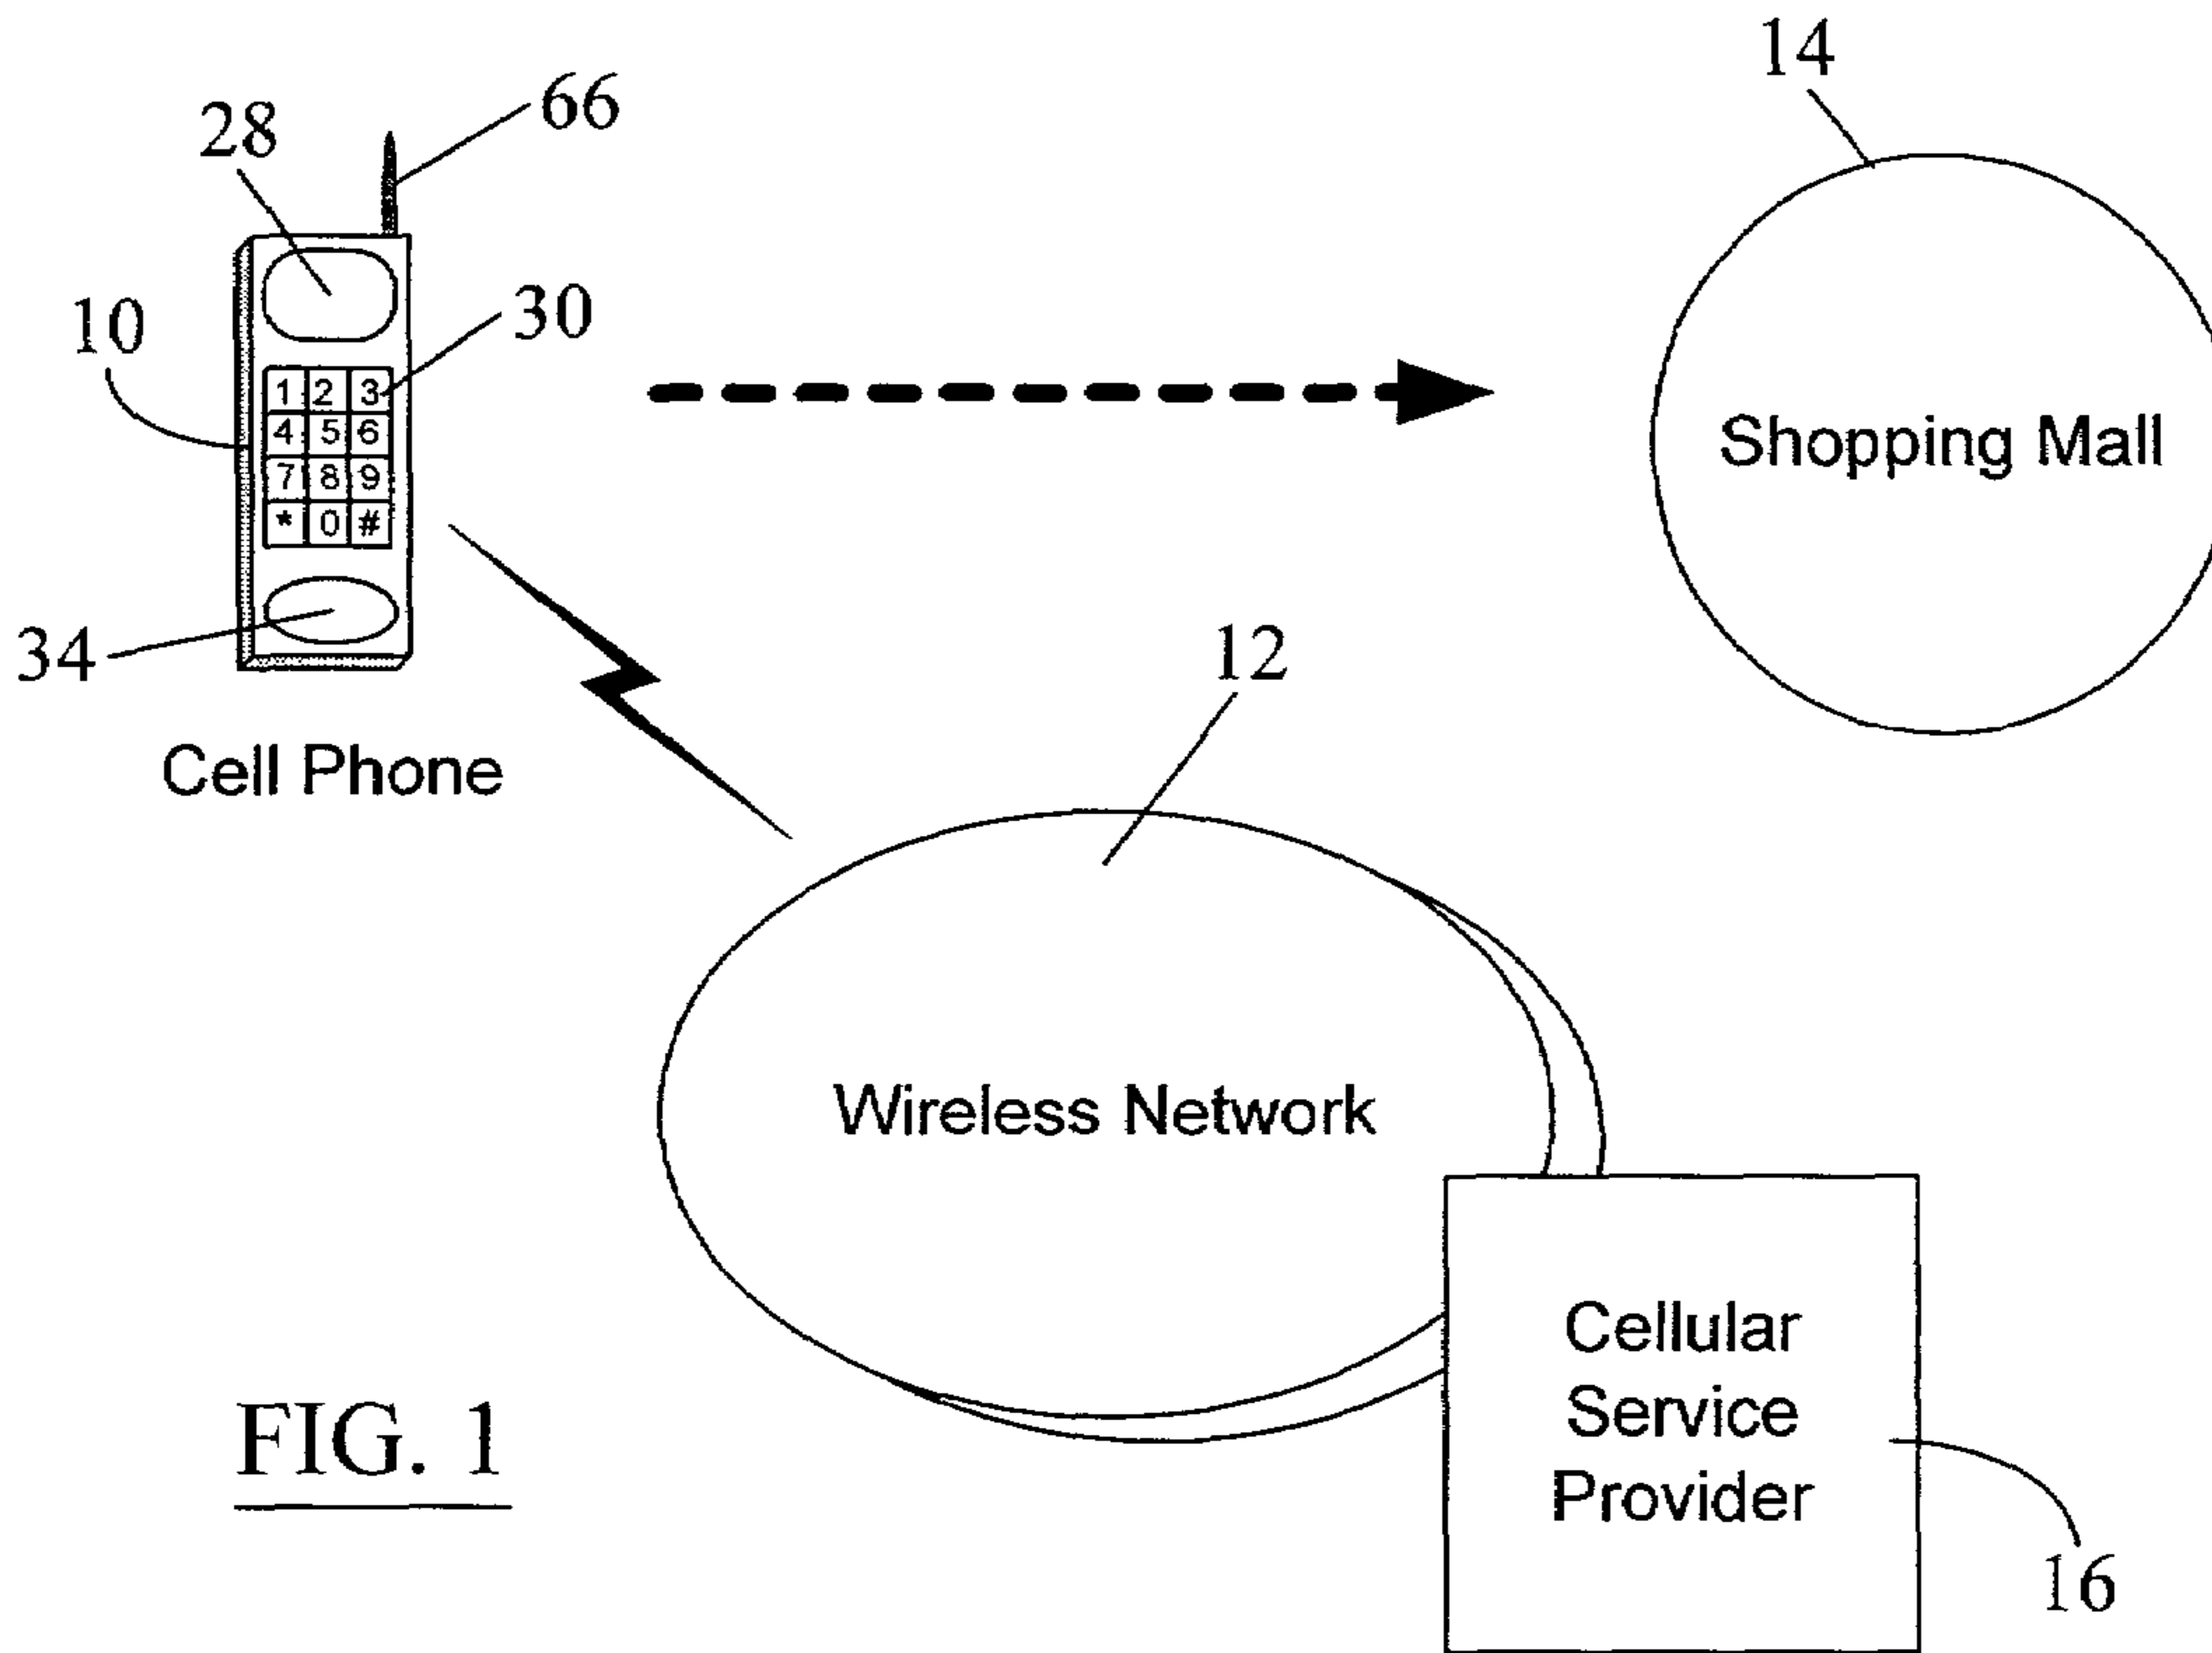 14
66
28
30
10
1 2 3
4 5 6
7 8 9
* 0 #
Shopping Mall
34
12
Cell Phone
Wireless Network
Cellular
Service
Provider
FIG. 1
16